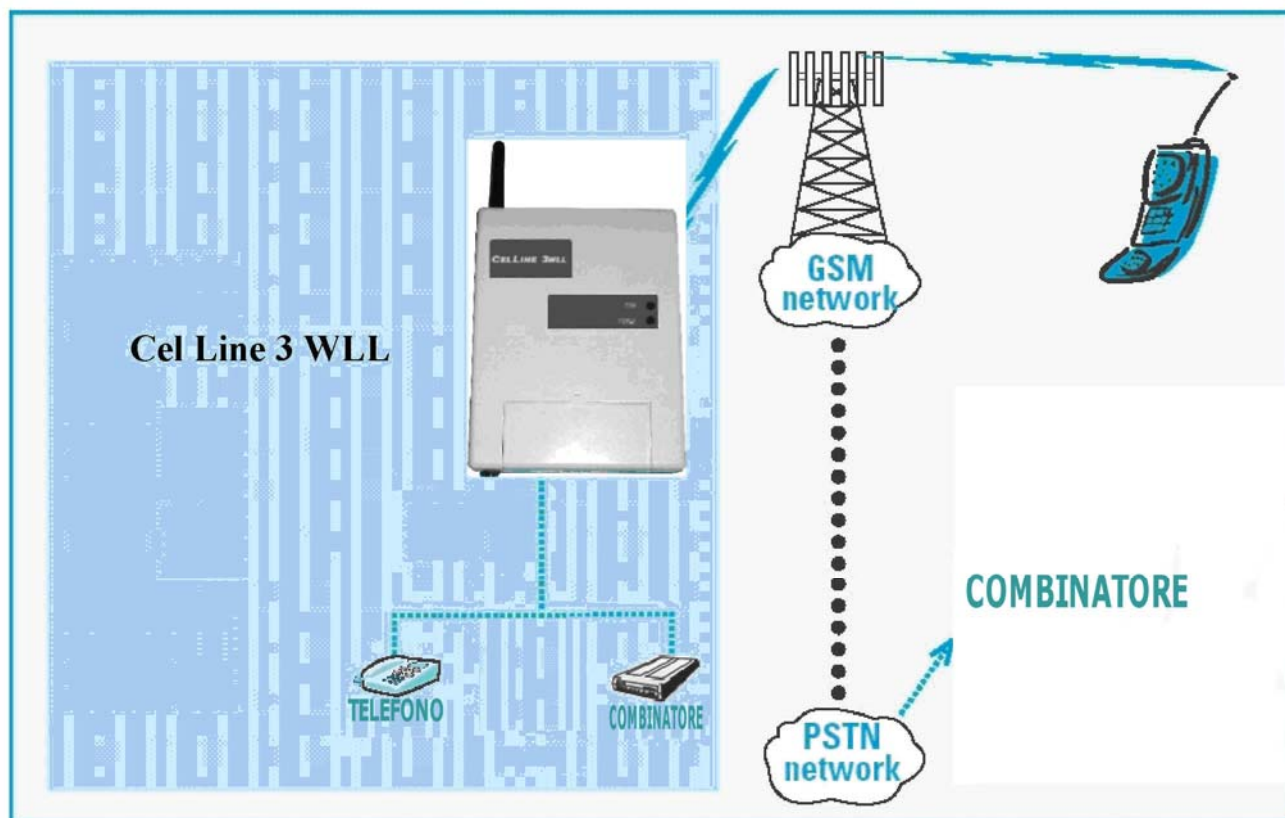 CELLINE 3WLL
Cel Line 3 WLL
GSM
network
COMBINATORE
TELEFONO
COMBINATORE
PSTN
network